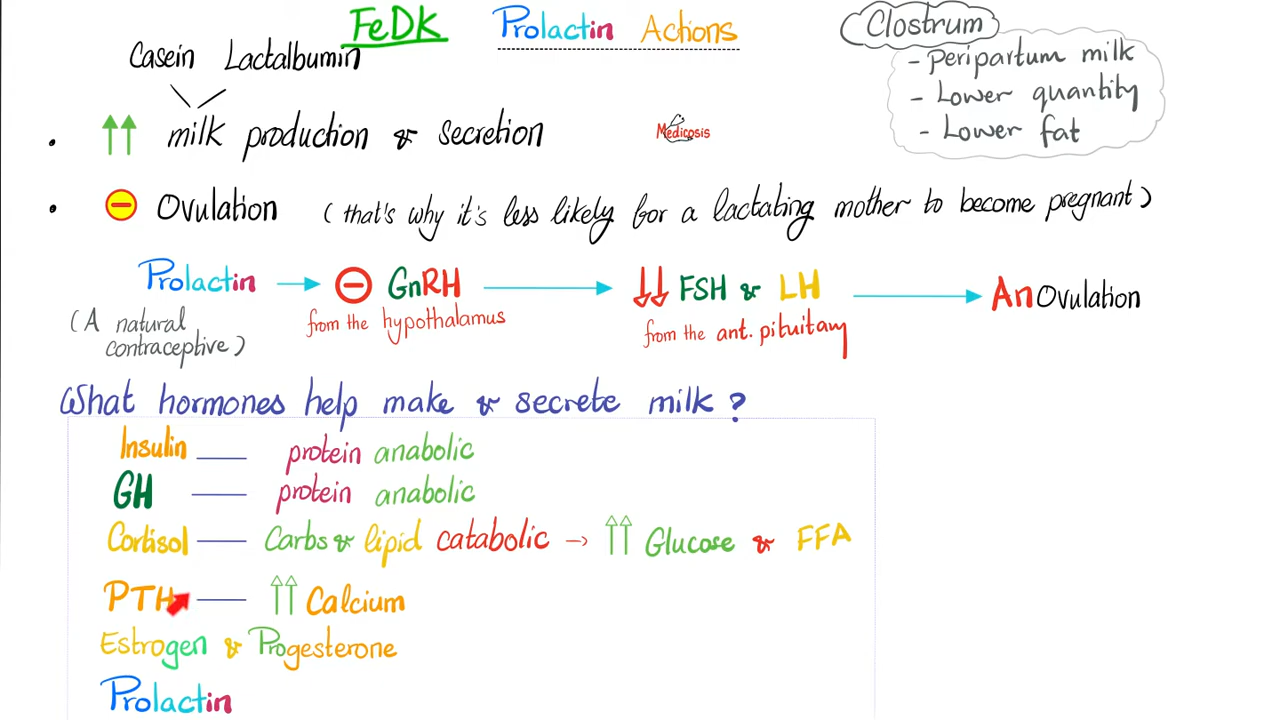 FeDK
Prolactin Actions
Clostrum
- Peripartum milk
- Lower quantity
- Lower fat
Casein Lactalbumin
• ↑↑ milk production & secretion
Medicosis
• Ovulation (that's why it's less likely for a lactating mother to become pregnant)
Prolactin → GnRH → ↓↓ FSH & LH → AnOvulation
(A natural contraceptive)
from the hypothalamus
from the ant. pituitary
What hormones help make & secrete milk?
Insulin — protein anabolic
GH — protein anabolic
Cortisol — Carbs & lipid catabolic → ↑↑ Glucose & FFA
PTH — ↑↑ Calcium
Estrogen & Progesterone
Prolactin